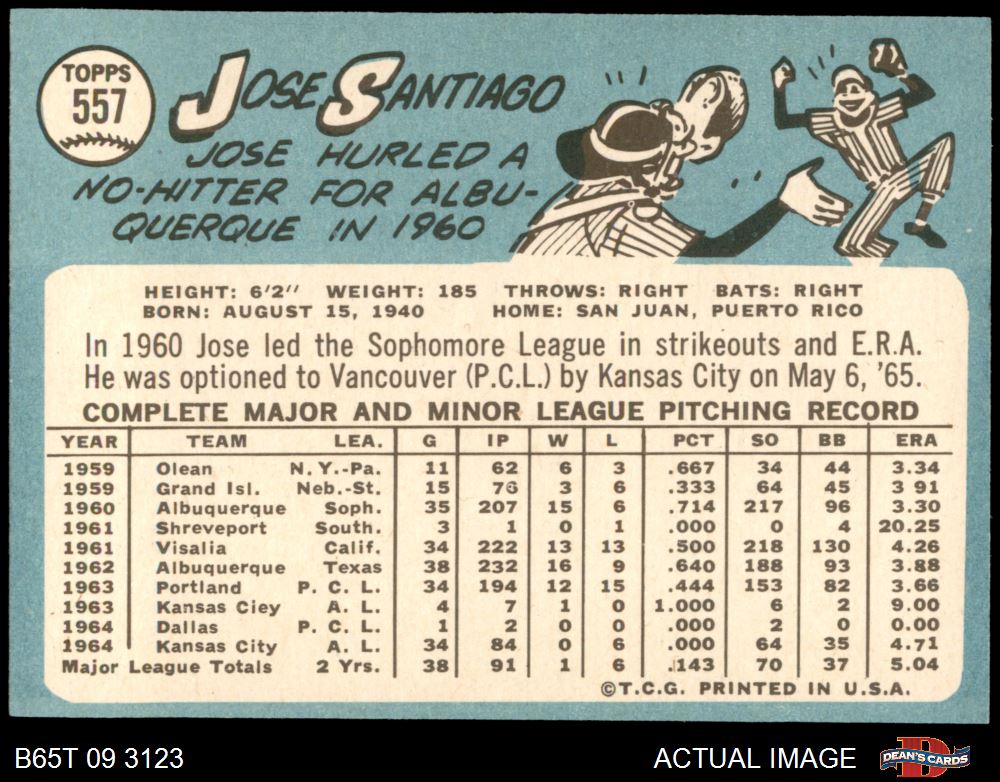 TOPPS
557
JOSE SANTIAGO
JOSE HURLED A
NO-HITTER FOR ALBU-
QUERQUE IN 1960
HEIGHT: 6'2" WEIGHT: 185 THROWS: RIGHT BATS: RIGHT
BORN: AUGUST 15, 1940 HOME: SAN JUAN, PUERTO RICO
In 1960 Jose led the Sophomore League in strikeouts and E.R.A.
He was optioned to Vancouver (P.C.L.) by Kansas City on May 6, '65.
COMPLETE MAJOR AND MINOR LEAGUE PITCHING RECORD
YEAR TEAM LEA. G IP W L PCT SO BB ERA
1959 Olean N.Y.-Pa. 11 62 6 3 .667 34 44 3.34
1959 Grand Isl. Neb.-St. 15 76 3 6 .333 64 45 3 91
1960 Albuquerque Soph. 35 207 15 6 .714 217 96 3.30
1961 Shreveport South. 3 1 0 1 .000 0 4 20.25
1961 Visalia Calif. 34 222 13 13 .500 218 130 4.26
1962 Albuquerque Texas 38 232 16 9 .640 188 93 3.88
1963 Portland P. C. L. 34 194 12 15 .444 153 82 3.66
1963 Kansas Ciey A. L. 4 7 1 0 1.000 6 2 9.00
1964 Dallas P. C. L. 1 2 0 0 .000 2 0 0.00
1964 Kansas City A. L. 34 84 0 6 .000 64 35 4.71
Major League Totals 2 Yrs. 38 91 1 6 .143 70 37 5.04
©T.C.G. PRINTED IN U.S.A.
B65T 09 3123 ACTUAL IMAGE DEAN'S CARDS